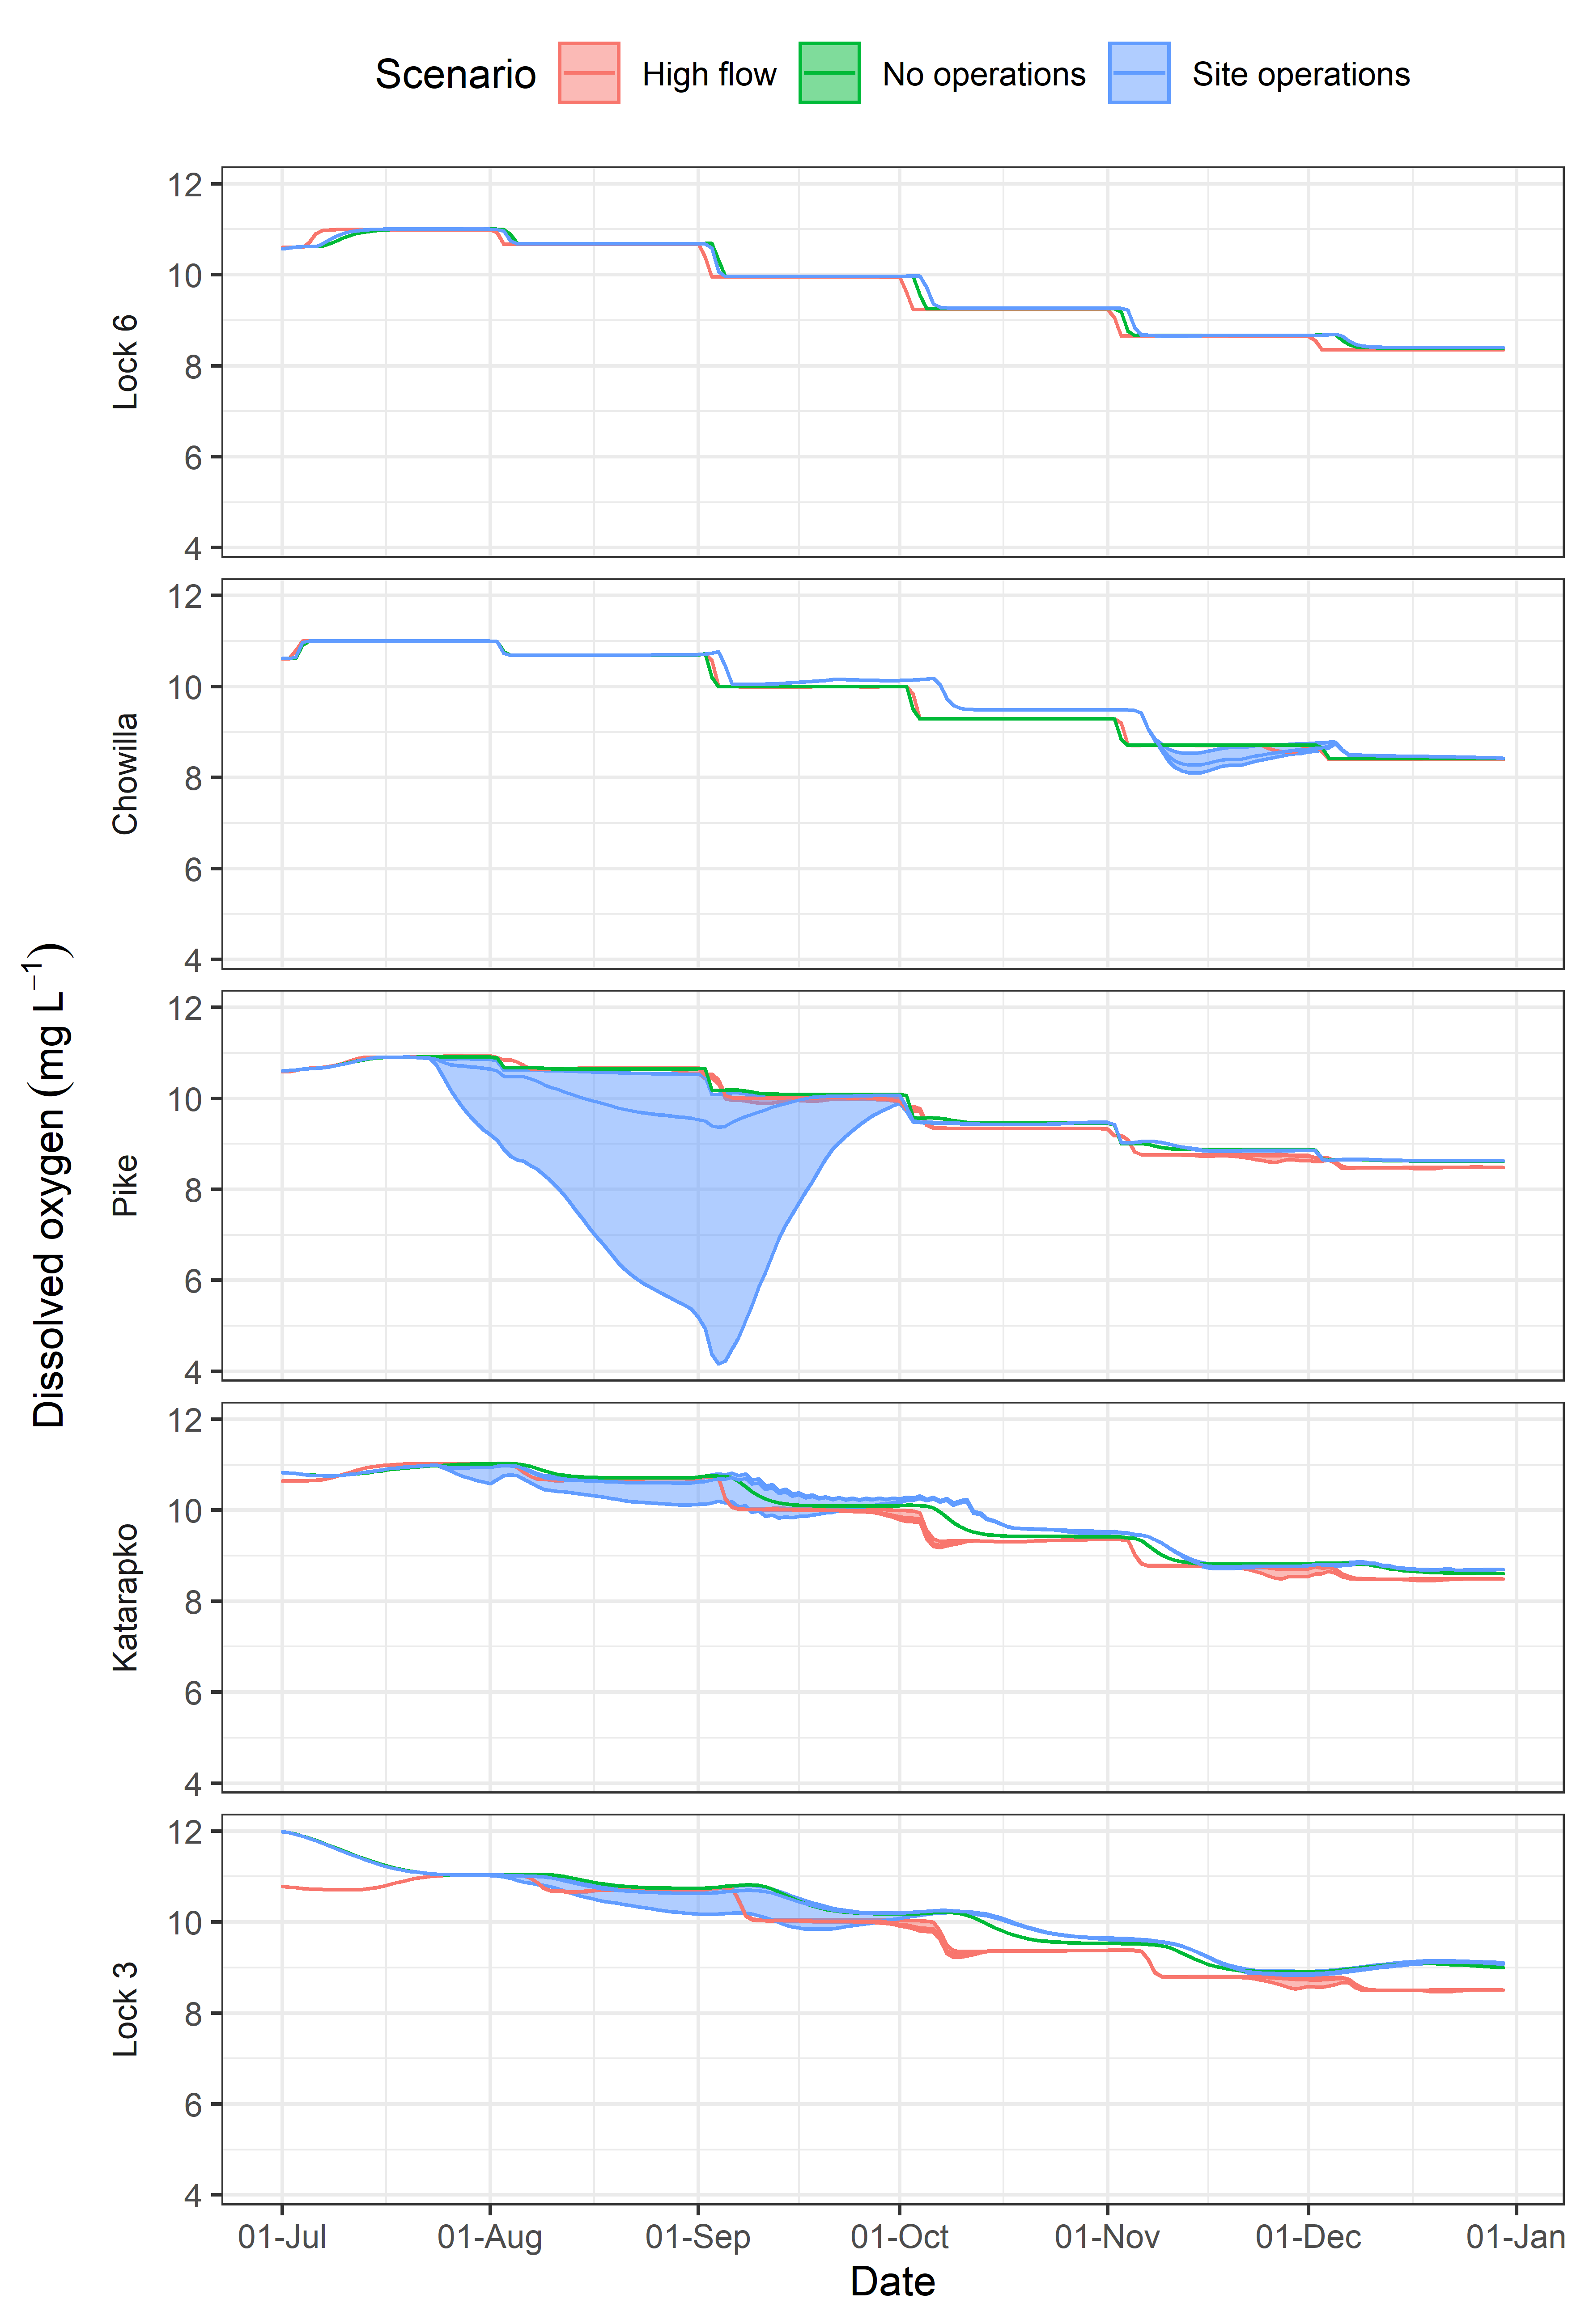 Scenario High flow No operations Site operations
12
10
8
6
4
Lock 6
12
10
8
6
4
Chowilla
12
10
8
6
4
Pike
12
10
8
6
4
Katarapko
12
10
8
6
4
Lock 3
Dissolved oxygen (mg L⁻¹)
01-Jul 01-Aug 01-Sep 01-Oct 01-Nov 01-Dec 01-Jan
Date